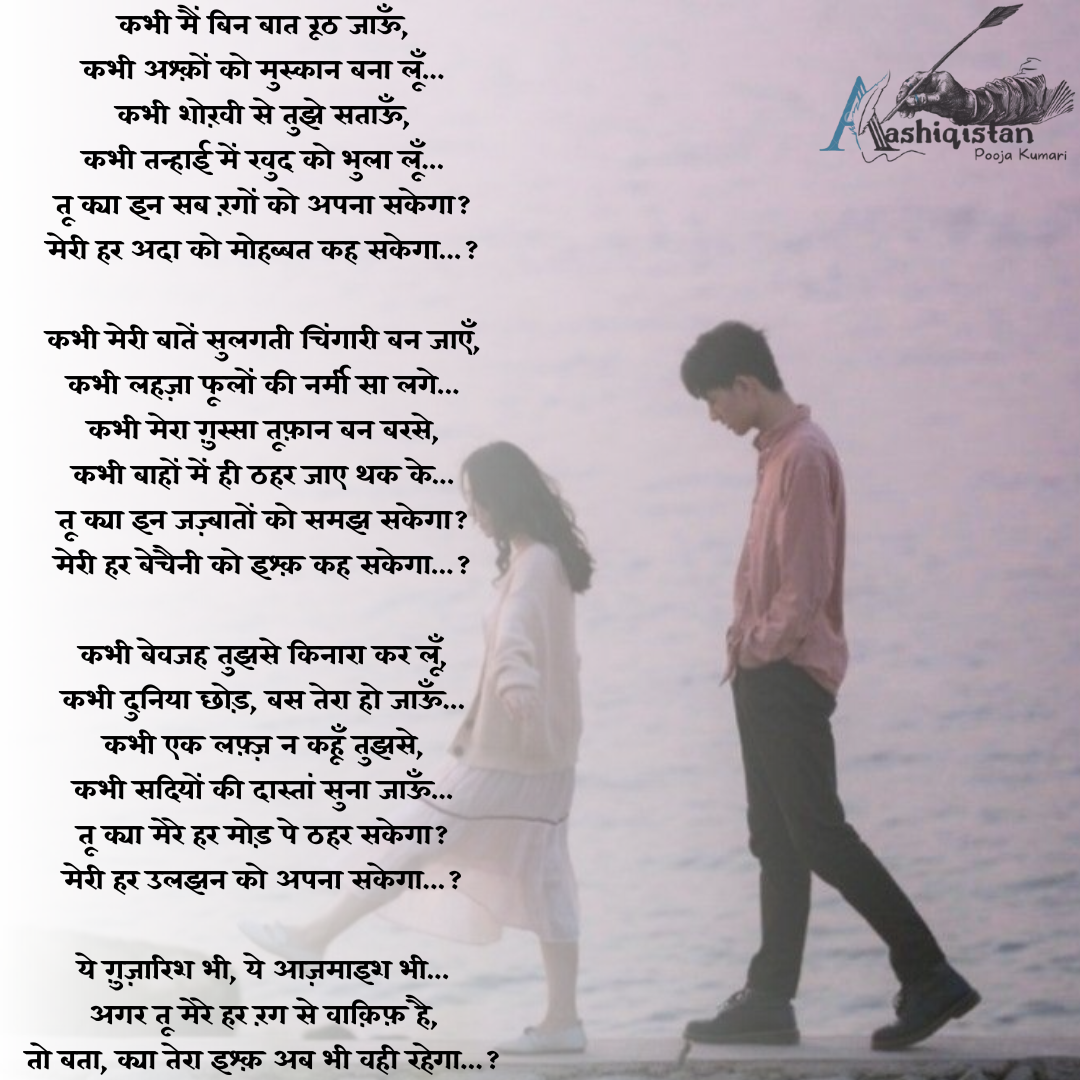 कभी मैं बिन बात रूठ जाऊँ,
कभी अश्क़ों को मुस्कान बना लूँ...
कभी शोख़ी से तुझे सताऊँ,
कभी तन्हाई में खुद को भुला लूँ...
तू क्या इन सब रंगों को अपना सकेगा?
मेरी हर अदा को मोहब्बत कह सकेगा...?
कभी मेरी बातें सुलगती चिंगारी बन जाएँ,
कभी लहज़ा फूलों की नर्मी सा लगे...
कभी मेरा ग़ुस्सा तूफ़ान बन बरसे,
कभी बाहों में ही ठहर जाए थक के...
तू क्या इन जज़्बातों को समझ सकेगा?
मेरी हर बेचैनी को इश्क़ कह सकेगा...?
कभी बेवजह तुझसे किनारा कर लूँ,
कभी दुनिया छोड़, बस तेरा हो जाऊँ...
कभी एक लफ़्ज़ न कहूँ तुझसे,
कभी सदियों की दास्तां सुना जाऊँ...
तू क्या मेरे हर मोड़ पे ठहर सकेगा?
मेरी हर उलझन को अपना सकेगा...?
ये ग़ुज़ारिश भी, ये आज़माइश भी...
अगर तू मेरे हर रंग से वाक़िफ़ है,
तो बता, क्या तेरा इश्क़ अब भी वही रहेगा...?
Aashiqistan
Pooja Kumari